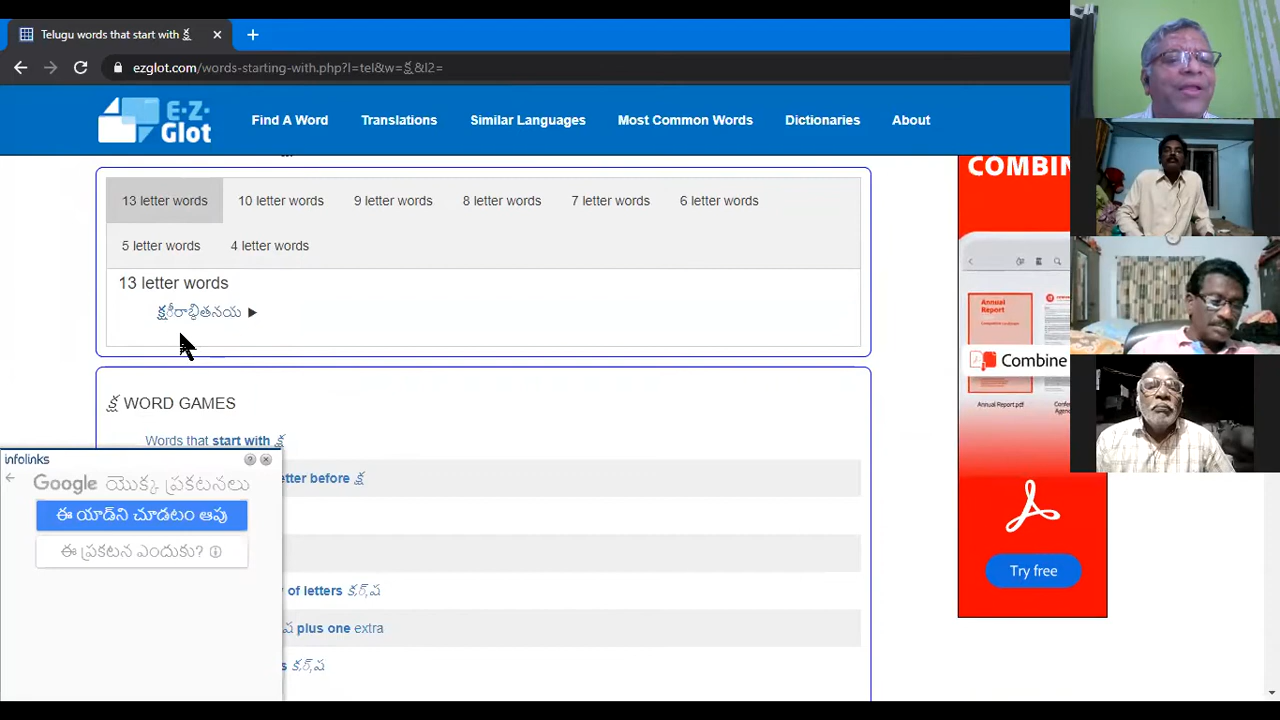 Telugu words that start with క్ష
ezglot.com/words-starting-with.php?l=tel&w=క్ష&l2=
E·Z·
Glot
Find A Word
Translations
Similar Languages
Most Common Words
Dictionaries
About
13 letter words
10 letter words
9 letter words
8 letter words
7 letter words
6 letter words
5 letter words
4 letter words
13 letter words
క్షీరాభితనయ
క్ష WORD GAMES
Words that start with క్ష
etter before క్ష
y of letters
plus one extra
infolinks
Google యొక్క ప్రకటనలు
ఈ యాడ్‌ని చూడటం ఆపు
ఈ ప్రకటన ఎందుకు?
COMBIN
Annual
Report
Combine
Annual Report.pdf
Try free